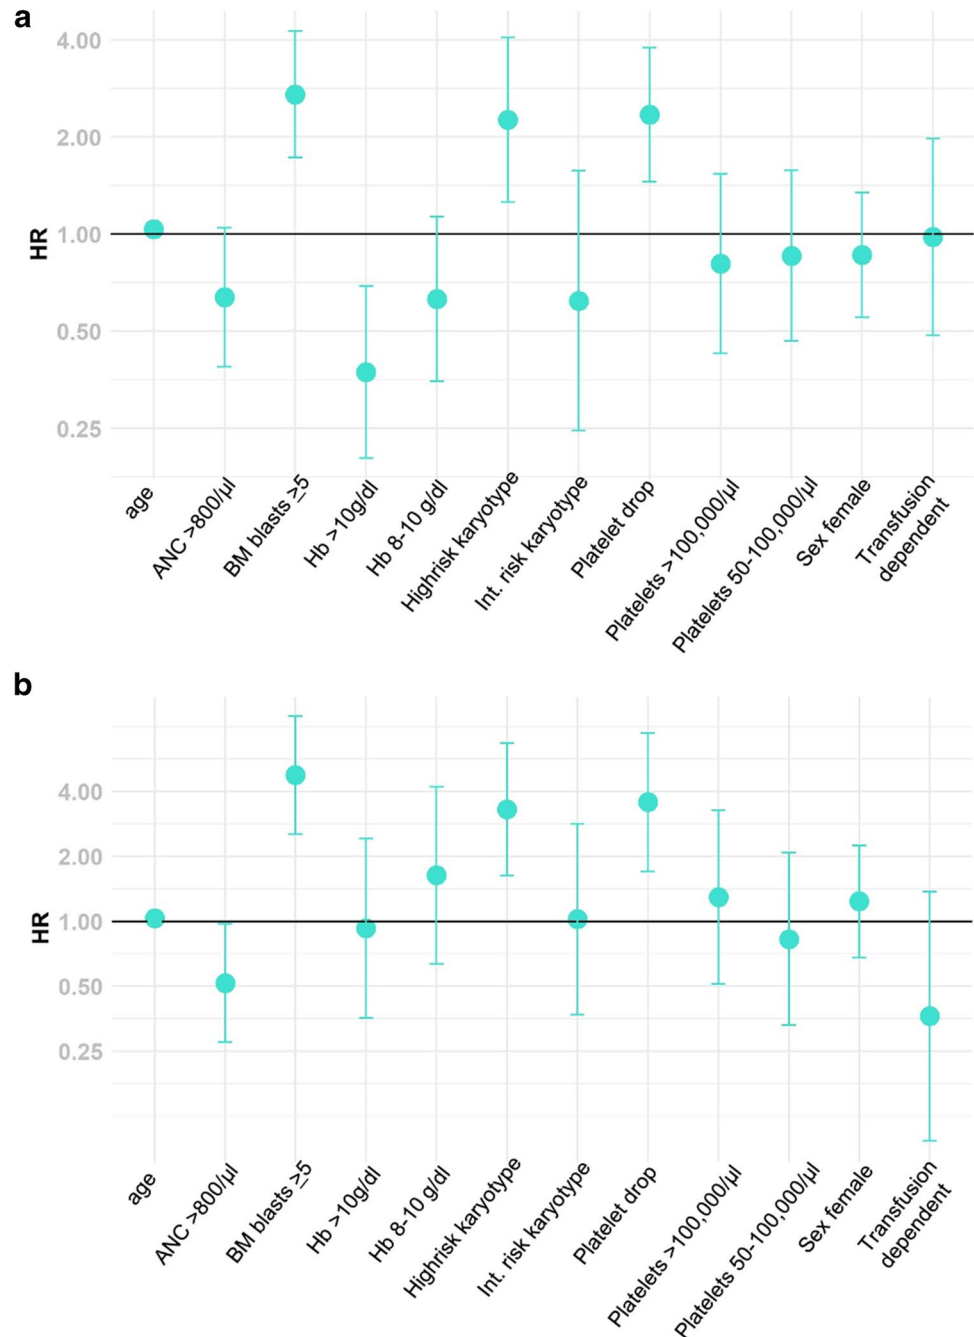 a
4.00
2.00
1.00
0.50
0.25
HR
age
ANC >800/µl
BM blasts ≥5
Hb >10g/dl
Hb 8-10 g/dl
Highrisk karyotype
Int. risk karyotype
Platelet drop
Platelets >100,000/µl
Platelets 50-100,000/µl
Sex female
Transfusion
dependent
b
4.00
2.00
1.00
0.50
0.25
HR
age
ANC >800/µl
BM blasts ≥5
Hb >10g/dl
Hb 8-10 g/dl
Highrisk karyotype
Int. risk karyotype
Platelet drop
Platelets >100,000/µl
Platelets 50-100,000/µl
Sex female
Transfusion
dependent